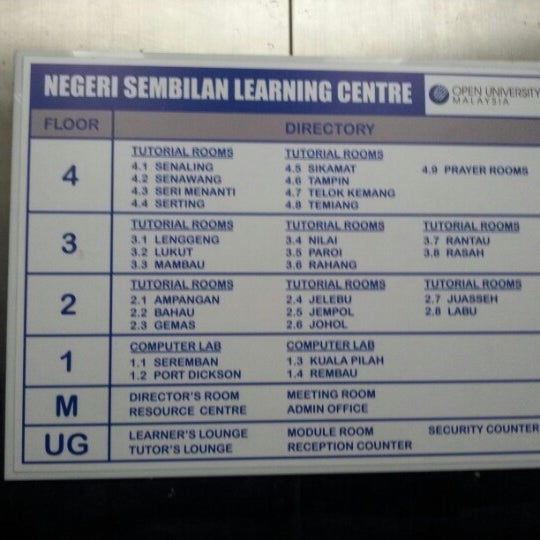 NEGERI SEMBILAN LEARNING CENTRE
OPEN UNIVERSITY
MALAYSIA
FLOOR DIRECTORY
4
TUTORIAL ROOMS
4.1 SENALING
4.2 SENAWANG
4.3 SERI MENANTI
4.4 SERTING
TUTORIAL ROOMS
4.5 SIKAMAT
4.6 TAMPIN
4.7 TELOK KEMANG
4.8 TEMIANG
4.9 PRAYER ROOMS
3
TUTORIAL ROOMS
3.1 LENGGENG
3.2 LUKUT
3.3 MAMBAU
TUTORIAL ROOMS
3.4 NILAI
3.5 PAROI
3.6 RAHANG
TUTORIAL ROOMS
3.7 RANTAU
3.8 RASAH
2
TUTORIAL ROOMS
2.1 AMPANGAN
2.2 BAHAU
2.3 GEMAS
TUTORIAL ROOMS
2.4 JELEBU
2.5 JEMPOL
2.6 JOHOL
TUTORIAL ROOMS
2.7 JUASSEH
2.8 LABU
1
COMPUTER LAB
1.1 SEREMBAN
1.2 PORT DICKSON
COMPUTER LAB
1.3 KUALA PILAH
1.4 REMBAU
M
DIRECTOR'S ROOM
RESOURCE CENTRE
MEETING ROOM
ADMIN OFFICE
UG
LEARNER'S LOUNGE
TUTOR'S LOUNGE
MODULE ROOM
RECEPTION COUNTER
SECURITY COUNTER